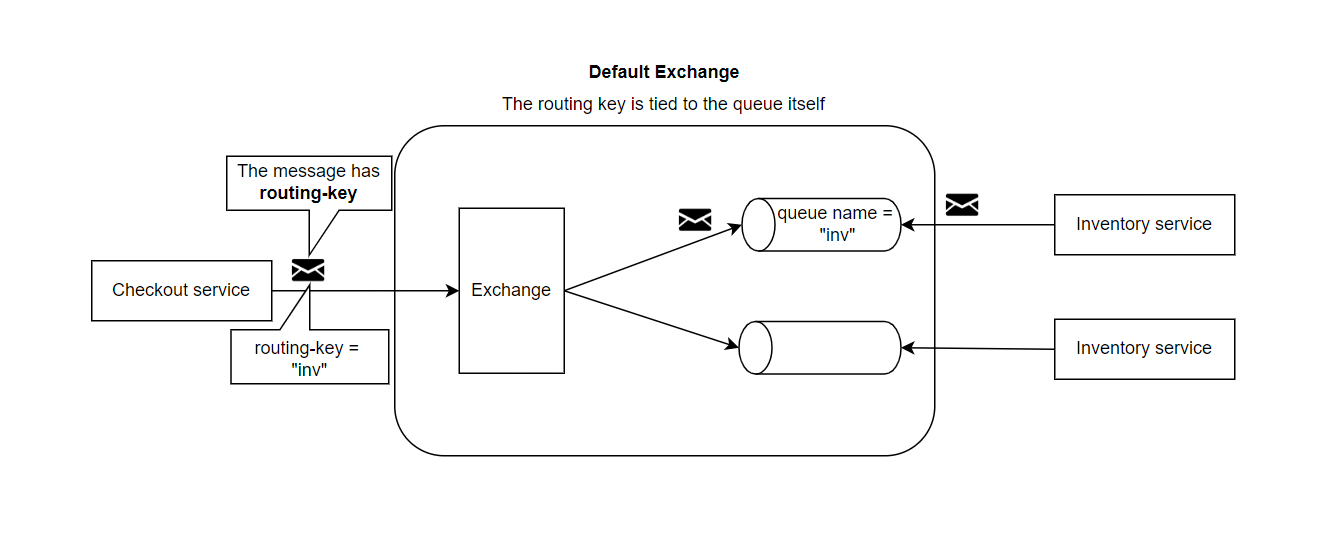 Default Exchange
The routing key is tied to the queue itself
The message has
routing-key
Checkout service
routing-key =
"inv"
Exchange
queue name =
"inv"
Inventory service
Inventory service